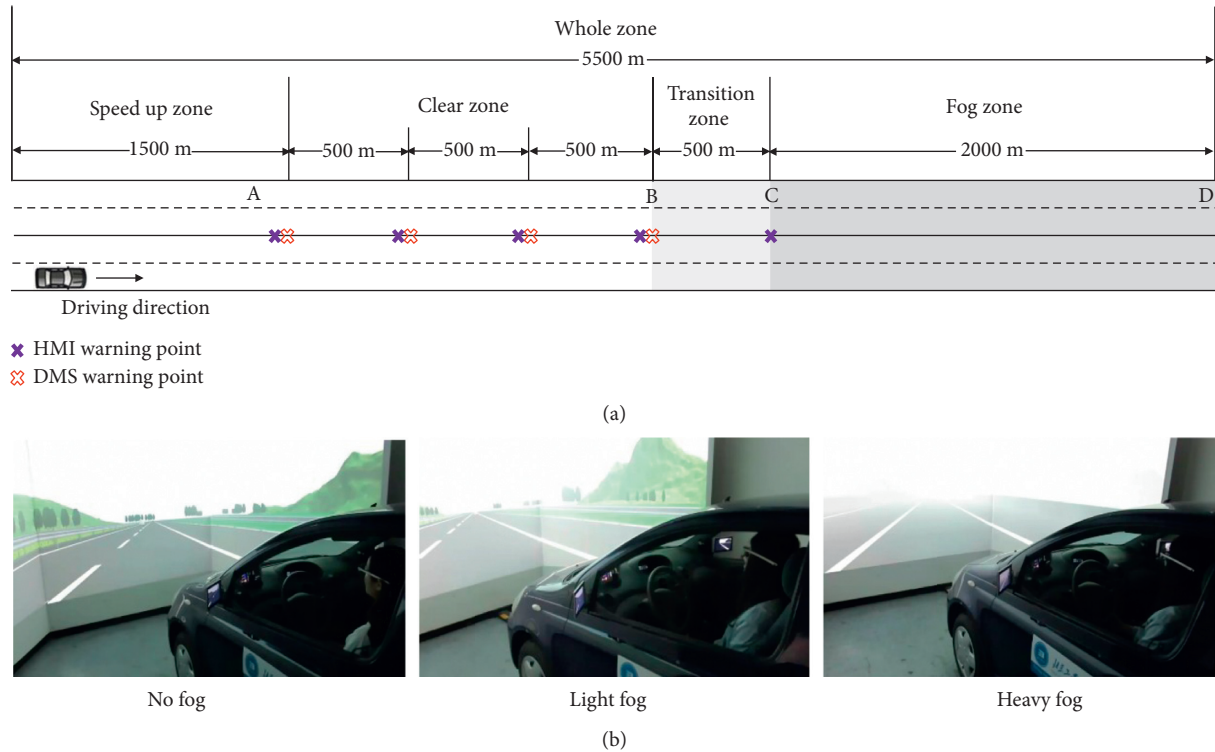 Whole zone
5500 m
Speed up zone
Clear zone
Transition
zone
Fog zone
1500 m
500 m
500 m
500 m
500 m
2000 m
A
B
C
D
Driving direction
HMI warning point
DMS warning point
(a)
No fog
Light fog
Heavy fog
(b)